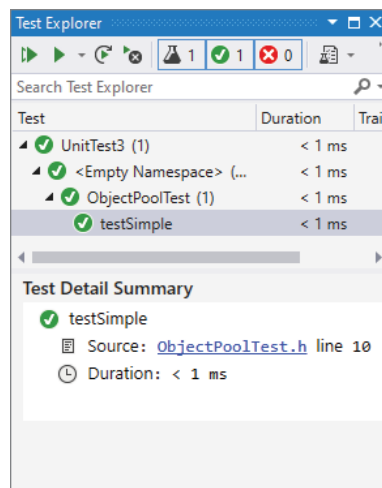 Test Explorer
1 1 0
Search Test Explorer
Test Duration Trai
UnitTest3 (1) < 1 ms
<Empty Namespace> (... < 1 ms
ObjectPoolTest (1) < 1 ms
testSimple < 1 ms
Test Detail Summary
testSimple
Source: ObjectPoolTest.h line 10
Duration: < 1 ms